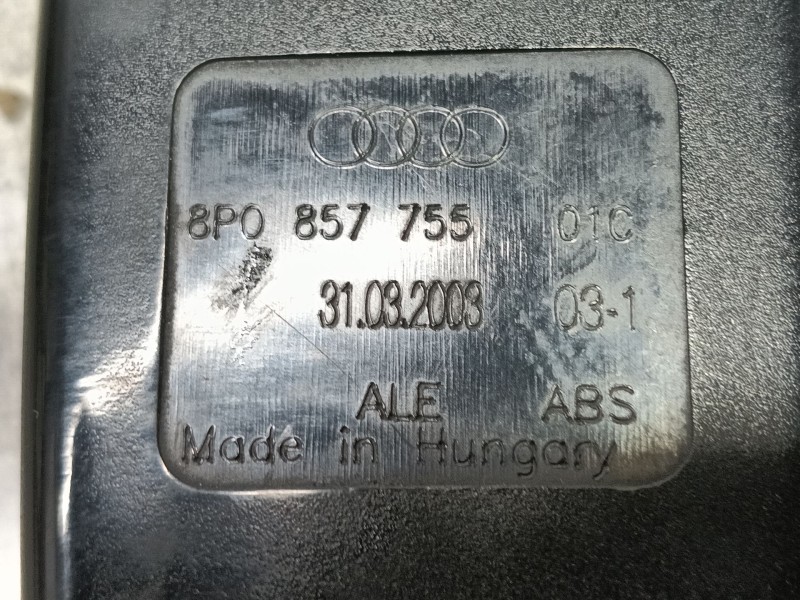 8P0 857 755 01C
31.03.2003 03-1
ALE ABS
Made in Hungary